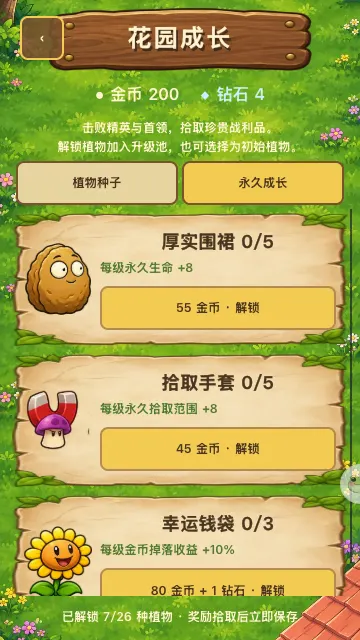 ‹
花园成长
金币 200
钻石 4
击败精英与首领，拾取珍贵战利品。
解锁植物加入升级池，也可选择为初始植物。
植物种子
永久成长
厚实围裙 0/5
每级永久生命 +8
55 金币 · 解锁
拾取手套 0/5
每级永久拾取范围 +8
45 金币 · 解锁
幸运钱袋 0/3
每级金币掉落收益 +10%
80 金币 + 1 钻石 · 解锁
已解锁 7/26 种植物 · 奖励拾取后立即保存